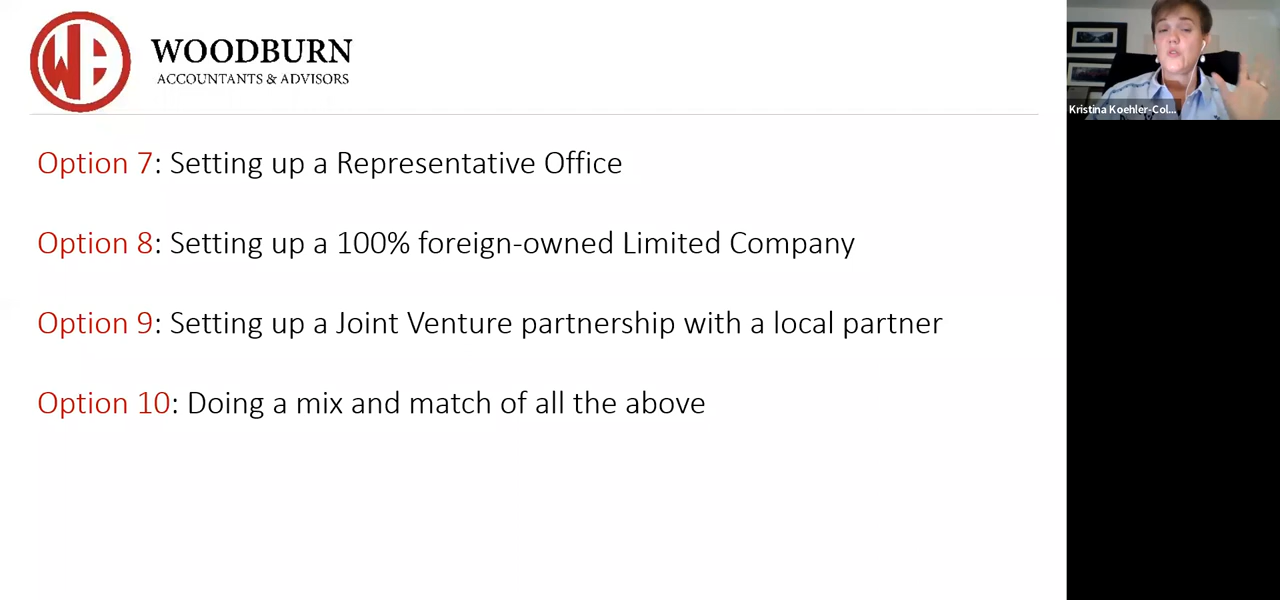 WOODBURN
ACCOUNTANTS & ADVISORS
Kristina Koehler-Col...
Option 7: Setting up a Representative Office
Option 8: Setting up a 100% foreign-owned Limited Company
Option 9: Setting up a Joint Venture partnership with a local partner
Option 10: Doing a mix and match of all the above